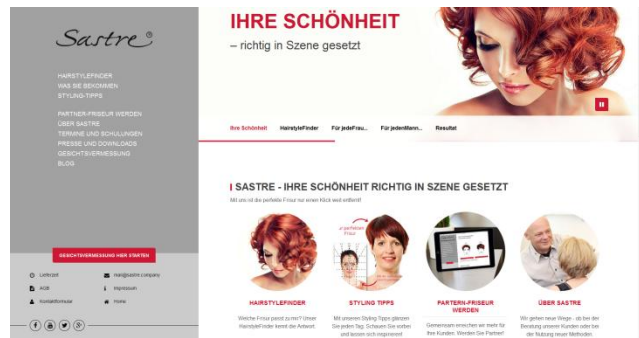 Sastre®
HAIRSTYLEFINDER
WAS SIE BEKOMMEN
STYLING-TIPPS
PARTNER-FRISEUR WERDEN
ÜBER SASTRE
TERMINE UND SCHULUNGEN
PRESSE UND DOWNLOADS
GESICHTSVERMESSUNG
BLOG
GESICHTSVERMESSUNG HIER STARTEN
Lieferzeit
mail@sastre.company
AGB
Impressum
Kontaktformular
Home
IHRE SCHÖNHEIT
– richtig in Szene gesetzt
Ihre Schönheit HairstyleFinder Für jedeFrau... Für jedenMann... Resultat
SASTRE - IHRE SCHÖNHEIT RICHTIG IN SZENE GESETZT
Mit uns ist die perfekte Frisur nur einen Klick weit entfernt!
perfekten
Frisur
HAIRSTYLEFINDER
Welche Frisur passt zu mir? Unser
HairstyleFinder kennt die Antwort
STYLING TIPPS
Mit unseren Styling Tipps glänzen
Sie jeden Tag. Schauen Sie vorbei
und lassen sich inspirieren!
PARTERN-FRISEUR
WERDEN
Gemeinsam erreichen wir mehr für
Ihre Kunden. Werden Sie Partner!
ÜBER SASTRE
Wir gehen neue Wege - ob bei der
Beratung unserer Kunden oder bei
der Nutzung neuer Methoden.